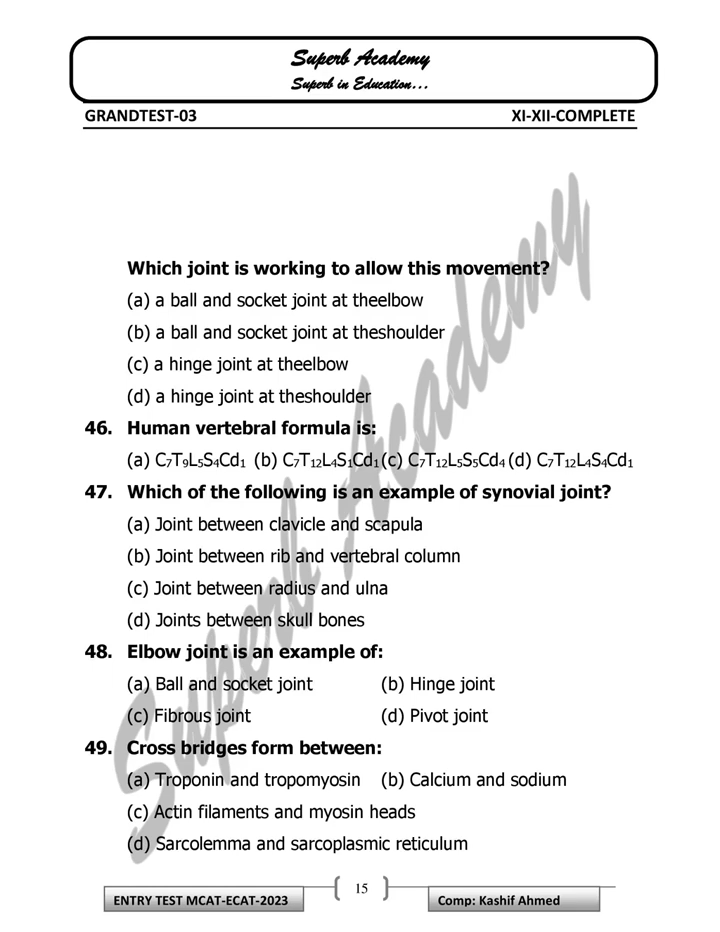 Superb Academy
Superb in Education...
GRANDTEST-03 XI-XII-COMPLETE
Which joint is working to allow this movement?
(a) a ball and socket joint at theelbow
(b) a ball and socket joint at theshoulder
(c) a hinge joint at theelbow
(d) a hinge joint at theshoulder
46. Human vertebral formula is:
(a) C₇T₉L₅S₄Cd₁ (b) C₇T₁₂L₄S₁Cd₁(c) C₇T₁₂L₅S₅Cd₄ (d) C₇T₁₂L₄S₄Cd₁
47. Which of the following is an example of synovial joint?
(a) Joint between clavicle and scapula
(b) Joint between rib and vertebral column
(c) Joint between radius and ulna
(d) Joints between skull bones
48. Elbow joint is an example of:
(a) Ball and socket joint (b) Hinge joint
(c) Fibrous joint (d) Pivot joint
49. Cross bridges form between:
(a) Troponin and tropomyosin (b) Calcium and sodium
(c) Actin filaments and myosin heads
(d) Sarcolemma and sarcoplasmic reticulum
Superb Academy
ENTRY TEST MCAT-ECAT-2023 15 Comp: Kashif Ahmed